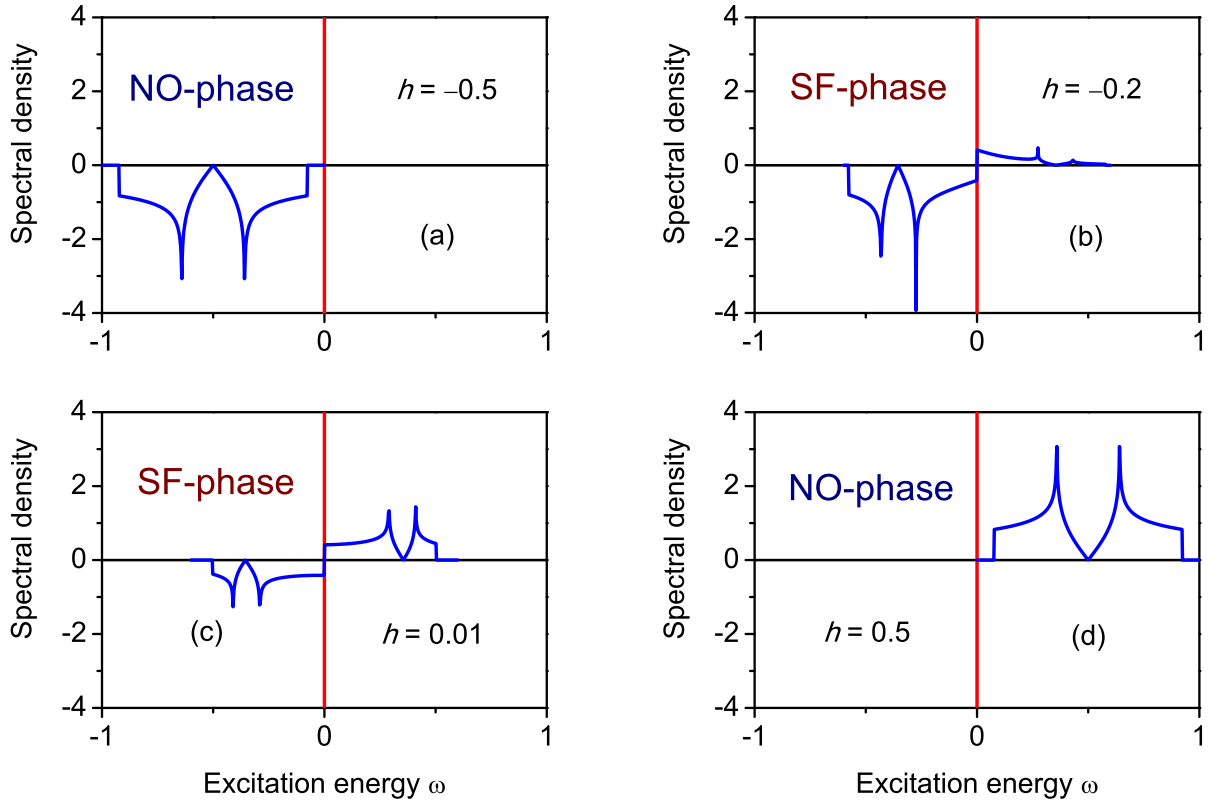 4
2
0
-2
-4
-1
0
1
Spectral density
NO-phase
h = −0.5
(a)
4
2
0
-2
-4
-1
0
1
Spectral density
SF-phase
h = −0.2
(b)
4
2
0
-2
-4
-1
0
1
Spectral density
SF-phase
(c)
h = 0.01
Excitation energy ω
4
2
0
-2
-4
-1
0
1
Spectral density
NO-phase
h = 0.5
(d)
Excitation energy ω